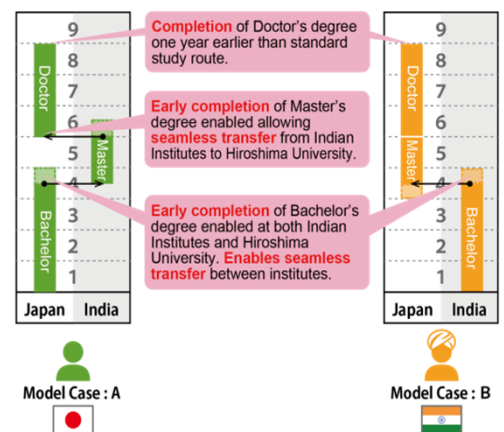 9
8
7
6
5
4
3
2
1
Doctor
Master
Bachelor
Japan India
Model Case : A
Completion of Doctor's degree
one year earlier than standard
study route.
Early completion of Master's
degree enabled allowing
seamless transfer from Indian
Institutes to Hiroshima University.
Early completion of Bachelor's
degree enabled at both Indian
Institutes and Hiroshima
University. Enables seamless
transfer between institutes.
9
8
7
6
5
4
3
2
1
Doctor
Master
Bachelor
Japan India
Model Case : B